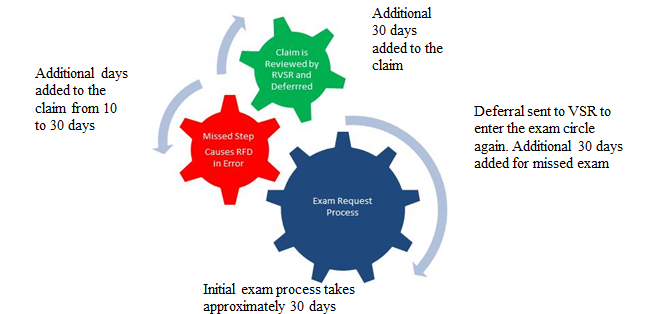 Additional
30 days
added to the
claim
Claim is
Reviewed by
RVSR and
Deferrred
Additional days
added to the
claim from 10
to 30 days
Missed Step
Causes RFD
in Error
Deferral sent to VSR to
enter the exam circle
again. Additional 30 days
added for missed exam
Exam Request
Process
Initial exam process takes
approximately 30 days